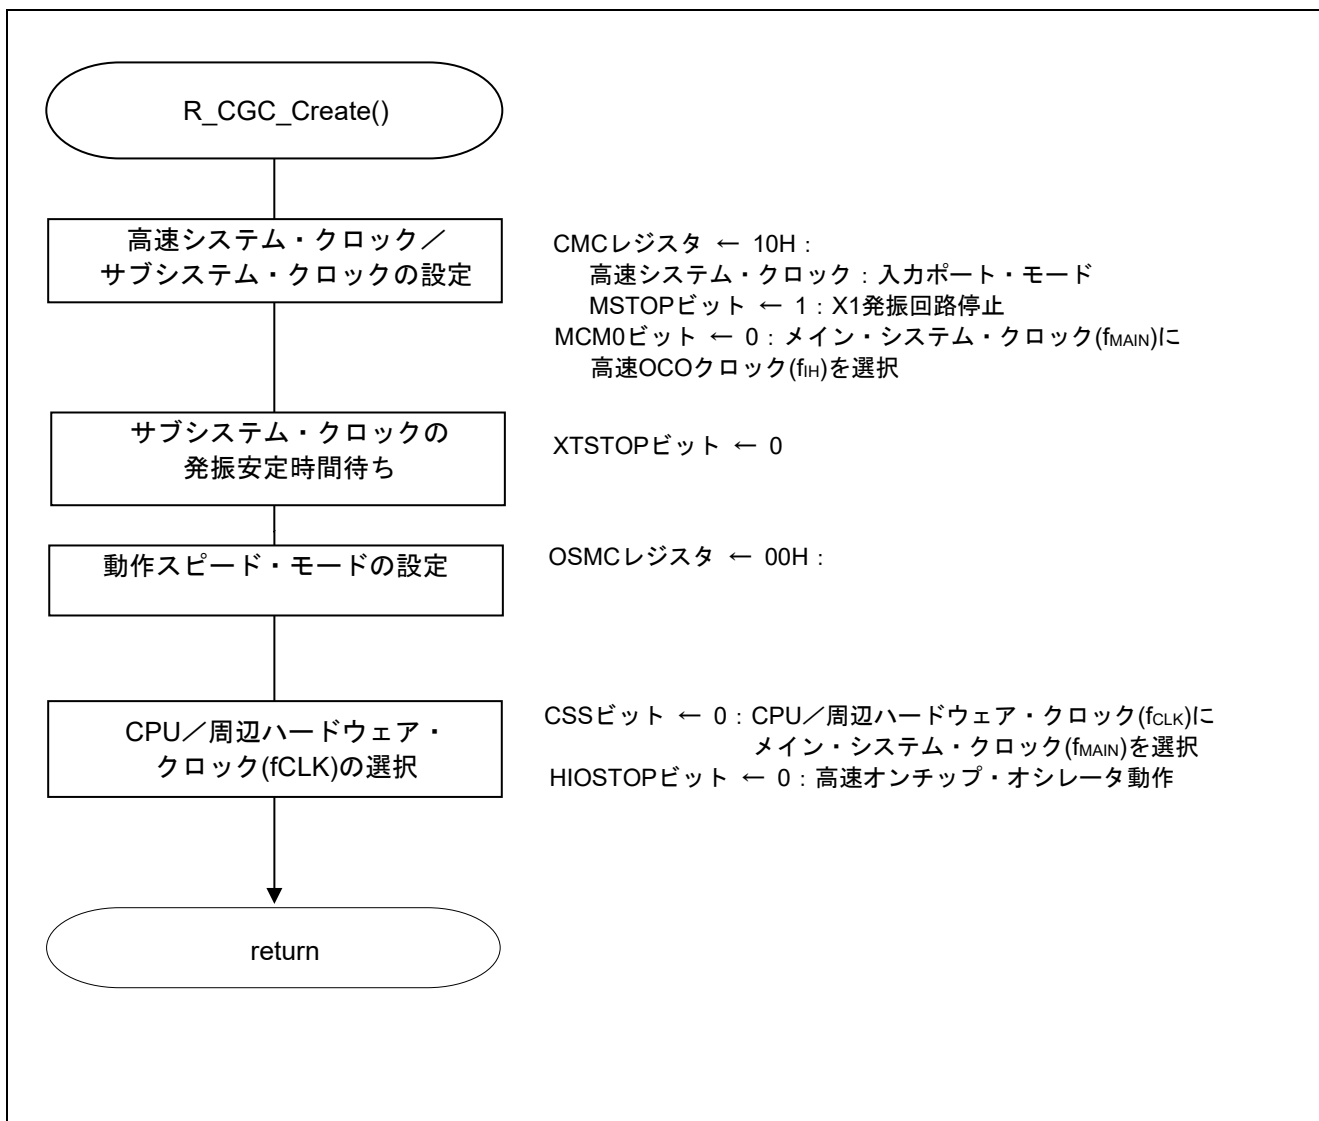 R_CGC_Create()
高速システム・クロック／
サブシステム・クロックの設定
CMCレジスタ ← 10H：
高速システム・クロック：入力ポート・モード
MSTOPビット ← 1：X1発振回路停止
MCM0ビット ← 0：メイン・システム・クロック(fMAIN)に
高速OCOクロック(fIH)を選択
サブシステム・クロックの
発振安定時間待ち
XTSTOPビット ← 0
動作スピード・モードの設定
OSMCレジスタ ← 00H：
CPU／周辺ハードウェア・
クロック(fCLK)の選択
CSSビット ← 0：CPU／周辺ハードウェア・クロック(fCLK)に
メイン・システム・クロック(fMAIN)を選択
HIOSTOPビット ← 0：高速オンチップ・オシレータ動作
return